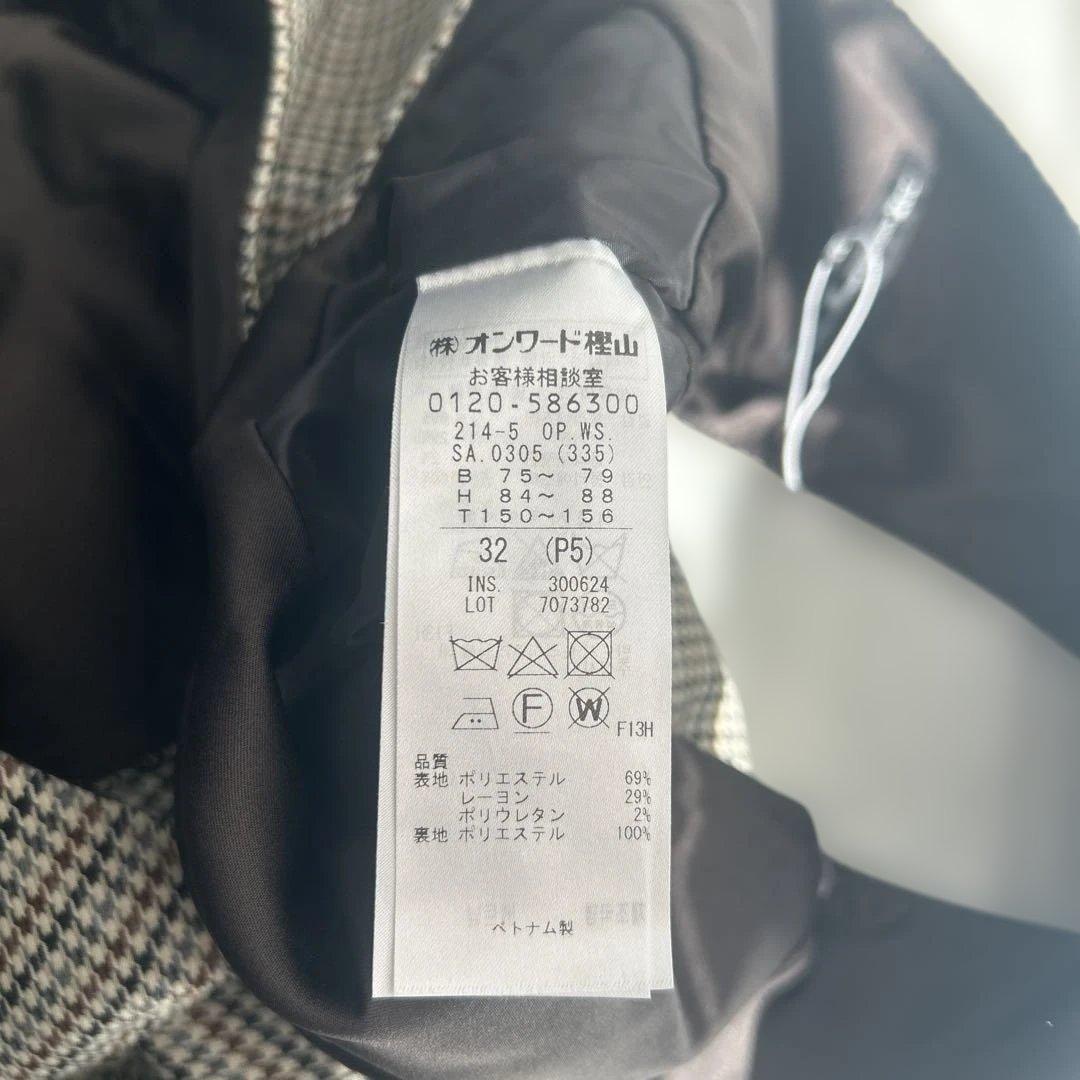 (株)オンワード樫山
お客様相談室
0120-586300
214-5 OP.WS.
SA.0305(335)
B 75～ 79
H 84～ 88
T150～156
32 (P5)
INS. 300624
LOT 7073782
F W F13H
品質
表地 ポリエステル 69%
レーヨン 29%
ポリウレタン 2%
裏地 ポリエステル 100%
ベトナム製